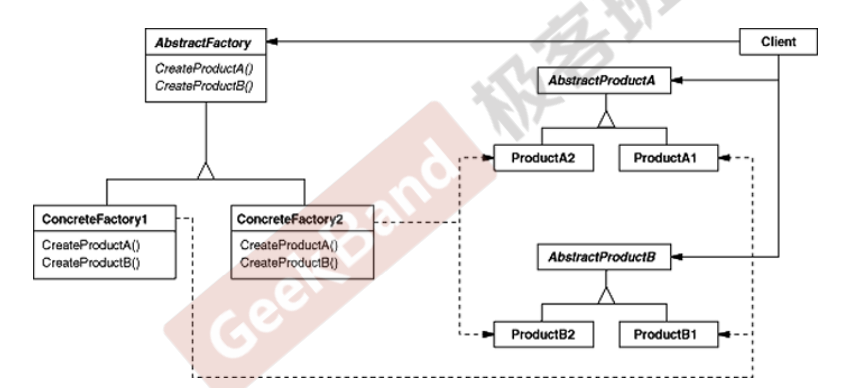 AbstractFactory
CreateProductA()
CreateProductB()
Client
AbstractProductA
ProductA2
ProductA1
ConcreteFactory1
CreateProductA()
CreateProductB()
ConcreteFactory2
CreateProductA()
CreateProductB()
AbstractProductB
ProductB2
ProductB1
GeekBand
极客班